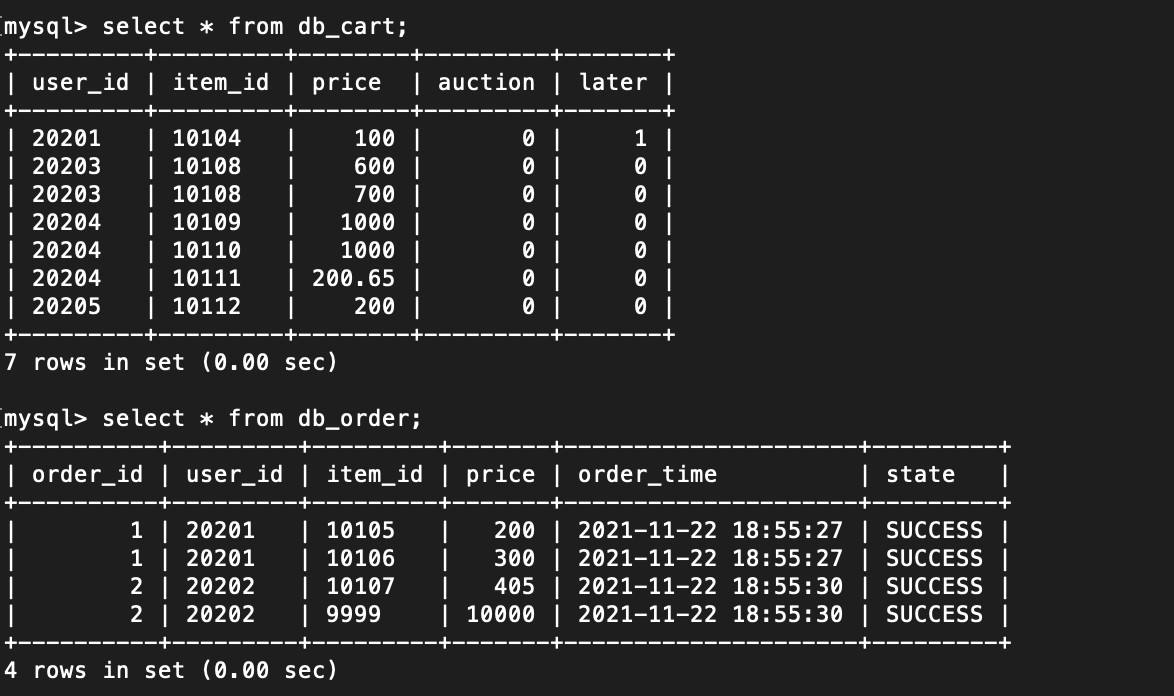 mysql> select * from db_cart;
+---------+---------+--------+---------+-------+
| user_id | item_id | price  | auction | later |
+---------+---------+--------+---------+-------+
| 20201   | 10104   |    100 |       0 |     1 |
| 20203   | 10108   |    600 |       0 |     0 |
| 20203   | 10108   |    700 |       0 |     0 |
| 20204   | 10109   |   1000 |       0 |     0 |
| 20204   | 10110   |   1000 |       0 |     0 |
| 20204   | 10111   | 200.65 |       0 |     0 |
| 20205   | 10112   |    200 |       0 |     0 |
+---------+---------+--------+---------+-------+
7 rows in set (0.00 sec)

mysql> select * from db_order;
+----------+---------+---------+-------+---------------------+---------+
| order_id | user_id | item_id | price | order_time          | state   |
+----------+---------+---------+-------+---------------------+---------+
|        1 | 20201   | 10105   |   200 | 2021-11-22 18:55:27 | SUCCESS |
|        1 | 20201   | 10106   |   300 | 2021-11-22 18:55:27 | SUCCESS |
|        2 | 20202   | 10107   |   405 | 2021-11-22 18:55:30 | SUCCESS |
|        2 | 20202   | 9999    | 10000 | 2021-11-22 18:55:30 | SUCCESS |
+----------+---------+---------+-------+---------------------+---------+
4 rows in set (0.00 sec)